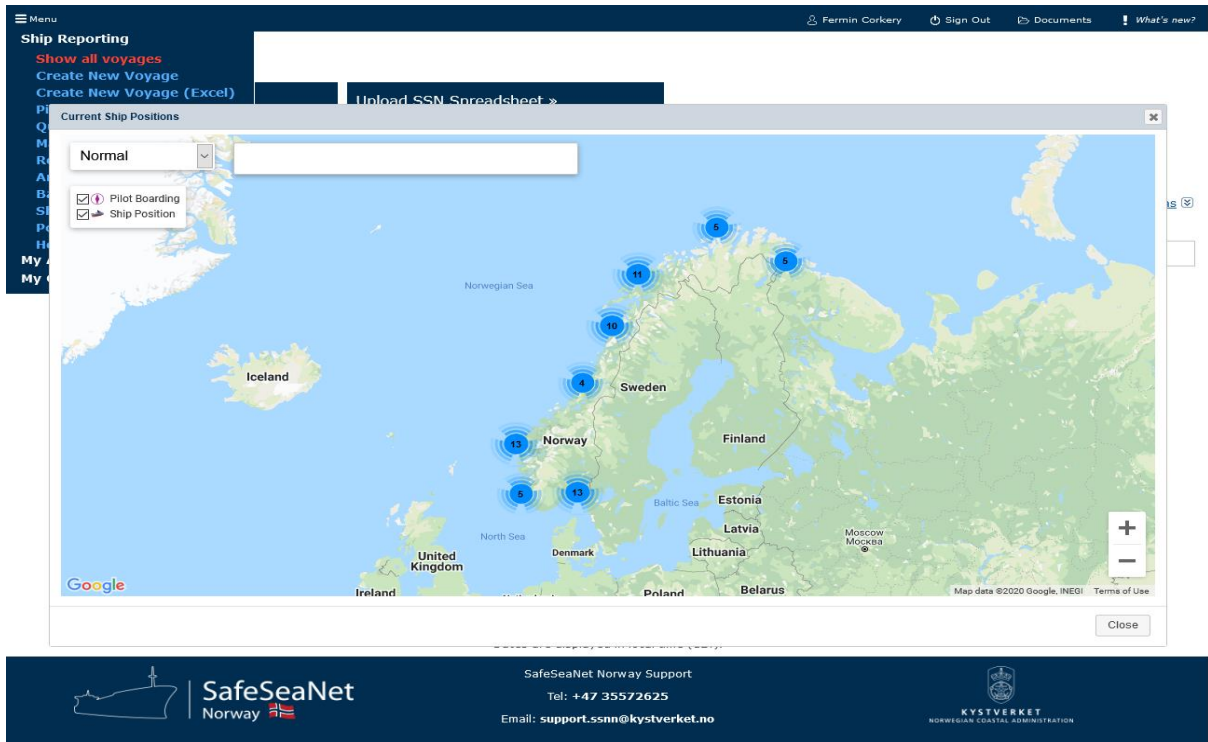 Menu
Fermin Corkery
Sign Out
Documents
What's new?
Ship Reporting
Show all voyages
Create New Voyage
Create New Voyage (Excel)
Upload SSN Spreadsheet »
Current Ship Positions
Normal
Pilot Boarding
Ship Position
My
My
5
5
11
Norwegian Sea
10
Iceland
4
Sweden
13
Norway
Finland
5
13
Baltic Sea
Estonia
North Sea
Latvia
Moscow
Москва
United
Kingdom
Denmark
Lithuania
Google
Ireland
Poland
Belarus
Map data ©2020 Google, INEGI
Terms of Use
+
−
Close
SafeSeaNet
Norway
SafeSeaNet Norway Support
Tel: +47 35572625
Email: support.ssnn@kystverket.no
KYSTVERKET
NORWEGIAN COASTAL ADMINISTRATION